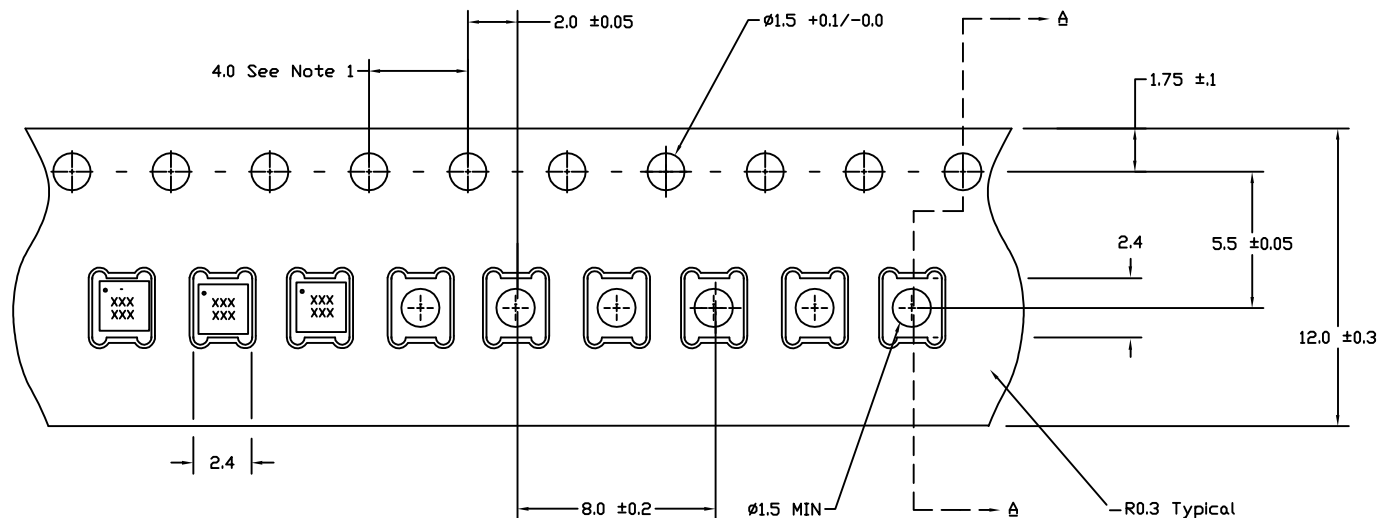 2.0 ±0.05
ø1.5 +0.1/-0.0
A
4.0 See Note 1
1.75 ±.1
2.4
5.5 ±0.05
XXX
XXX
XXX
XXX
XXX
XXX
12.0 ±0.3
2.4
8.0 ±0.2
ø1.5 MIN
A
R0.3 Typical